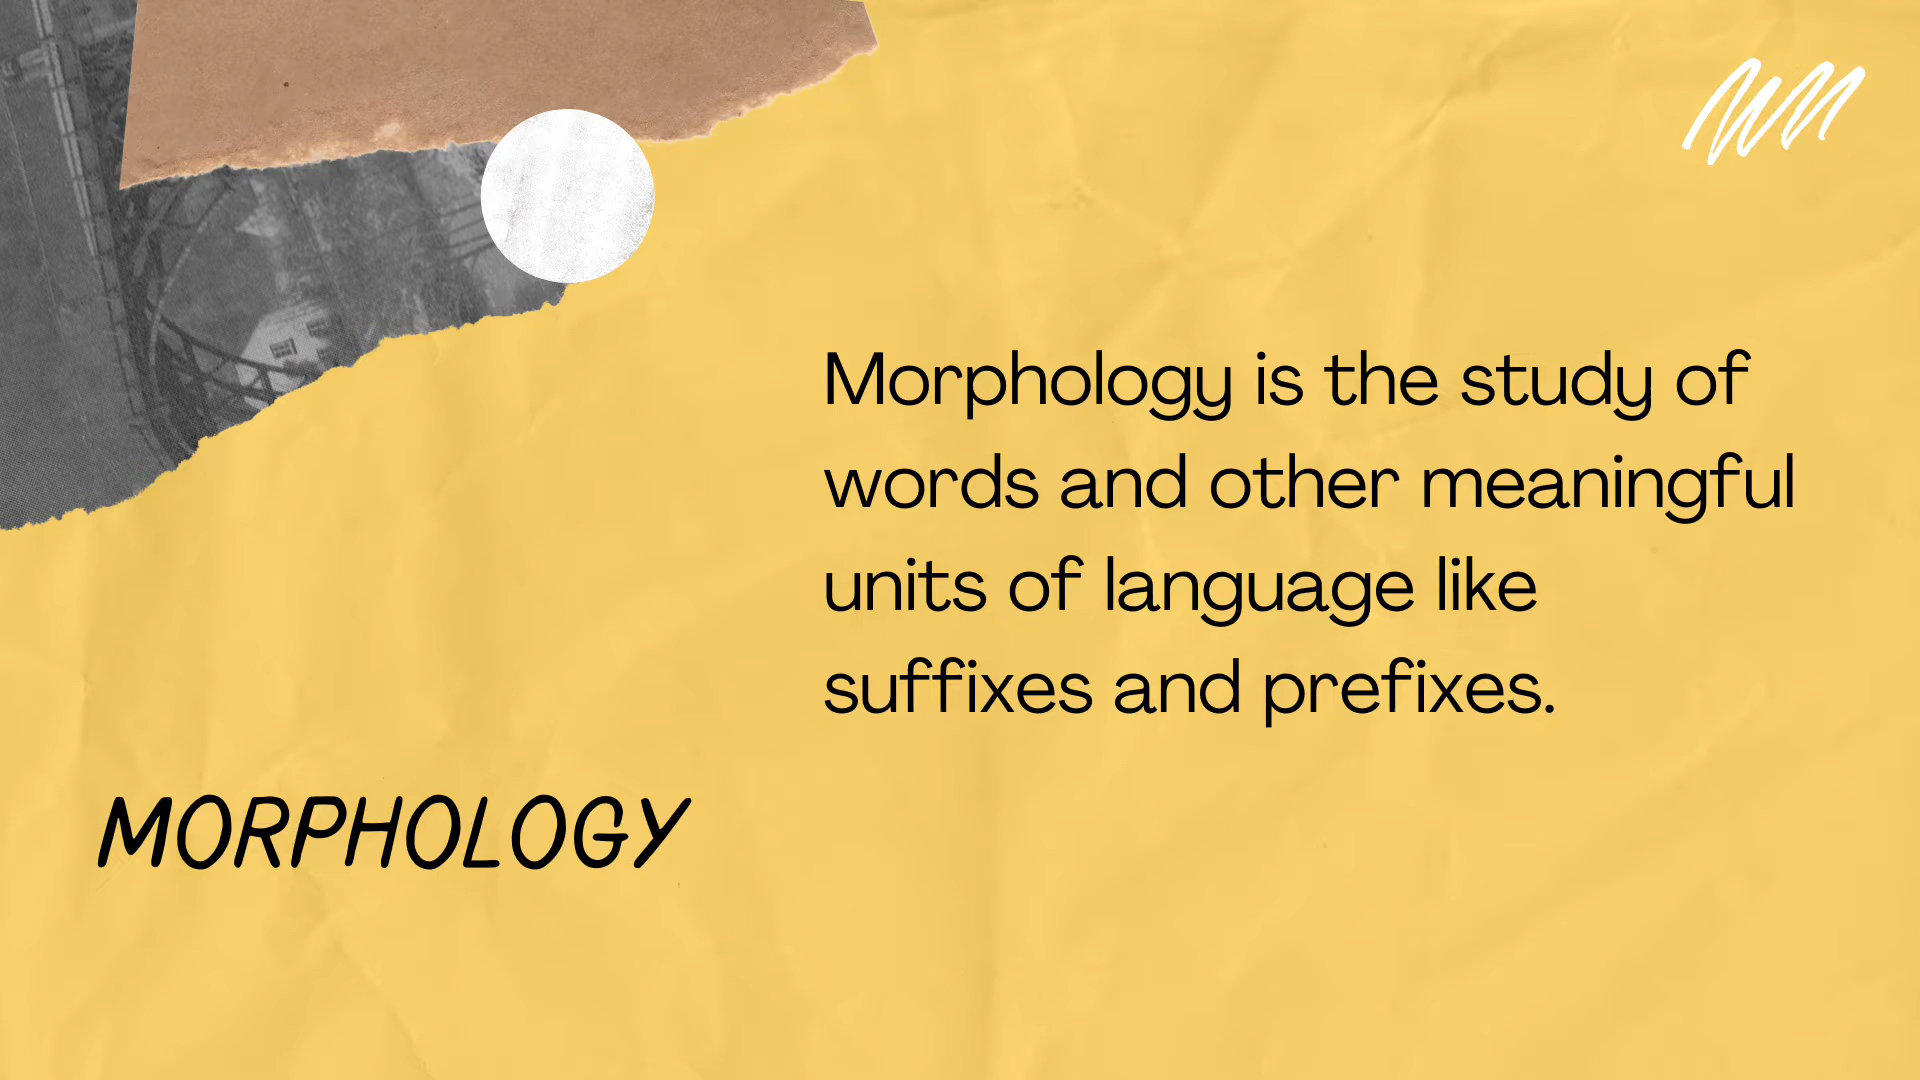 Morphology is the study of
words and other meaningful
units of language like
suffixes and prefixes.
MORPHOLOGY